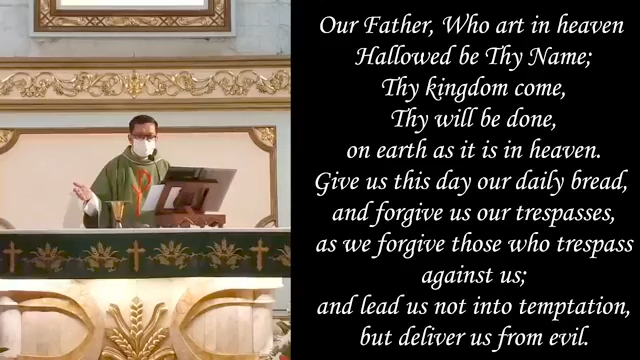 Our Father, Who art in heaven
Hallowed be Thy Name;
Thy kingdom come,
Thy will be done,
on earth as it is in heaven.
Give us this day our daily bread,
and forgive us our trespasses,
as we forgive those who trespass
against us;
and lead us not into temptation,
but deliver us from evil.